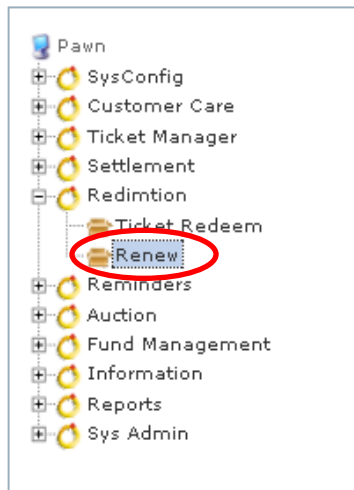 Pawn
SysConfig
Customer Care
Ticket Manager
Settlement
Redimtion
Ticket Redeem
Renew
Reminders
Auction
Fund Management
Information
Reports
Sys Admin